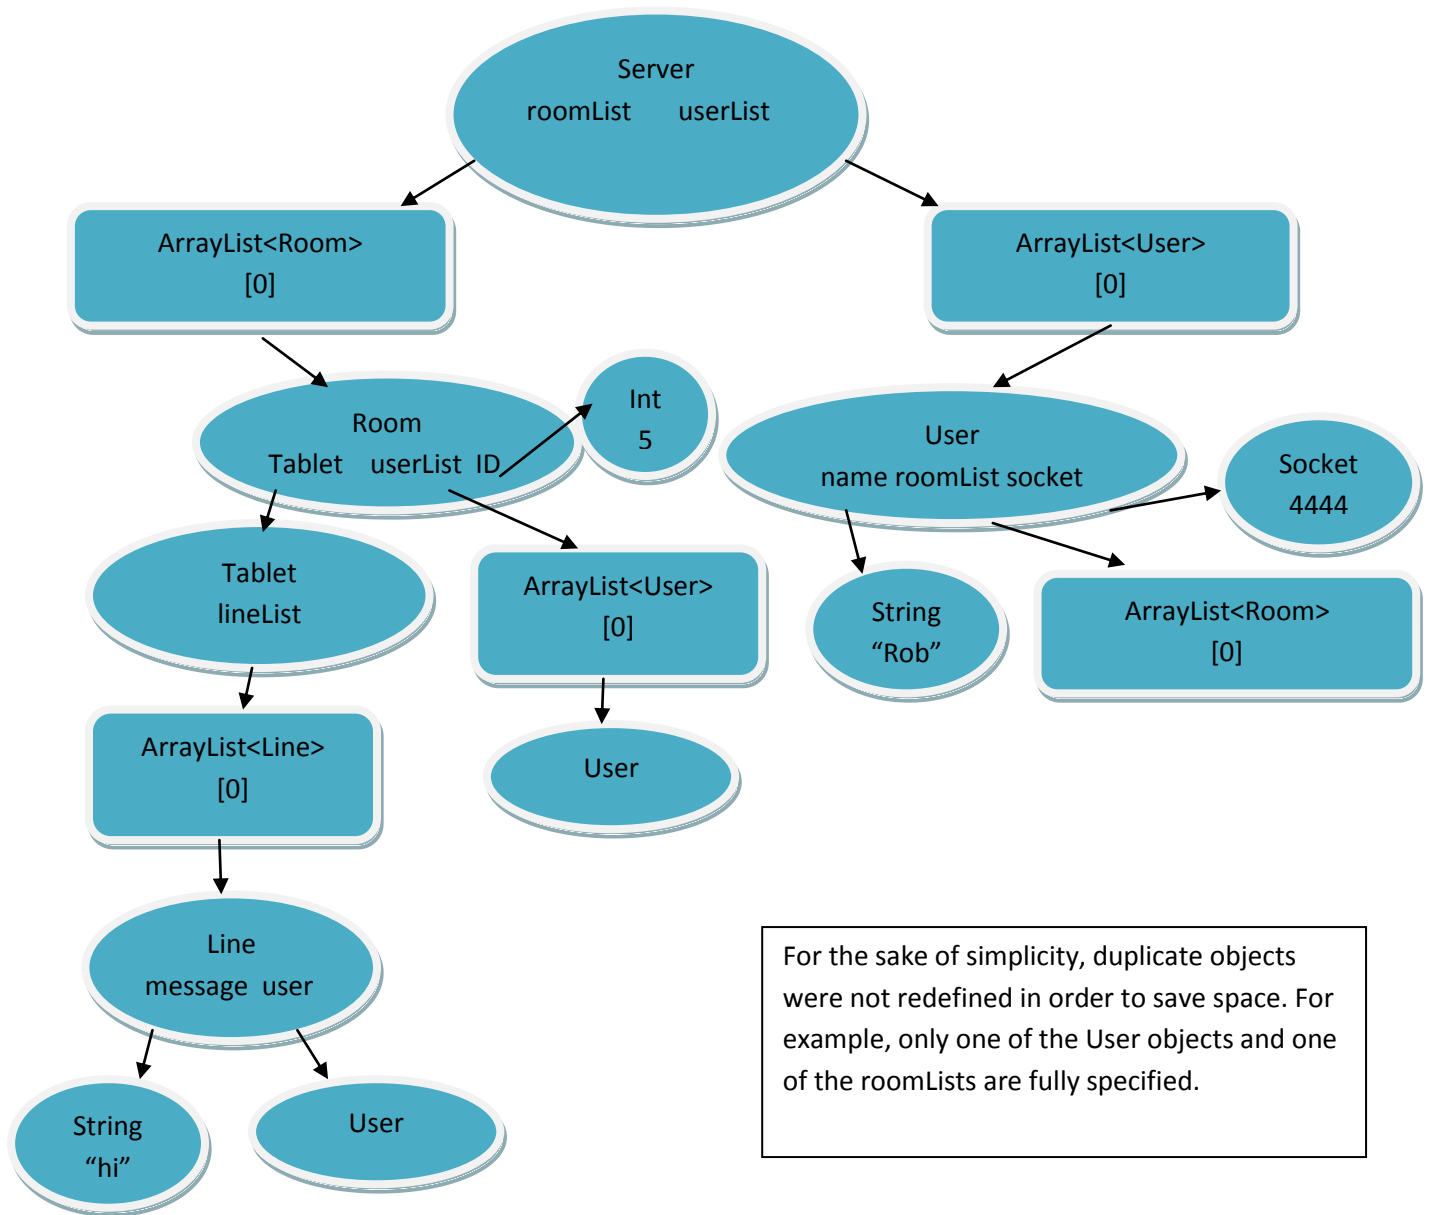 Server
roomList userList
ArrayList<Room>
[0]
ArrayList<User>
[0]
Room
Tablet userList ID
Int
5
User
name roomList socket
Socket
4444
Tablet
lineList
ArrayList<User>
[0]
String
“Rob”
ArrayList<Room>
[0]
ArrayList<Line>
[0]
User
Line
message user
String
“hi”
User
For the sake of simplicity, duplicate objects
were not redefined in order to save space. For
example, only one of the User objects and one
of the roomLists are fully specified.